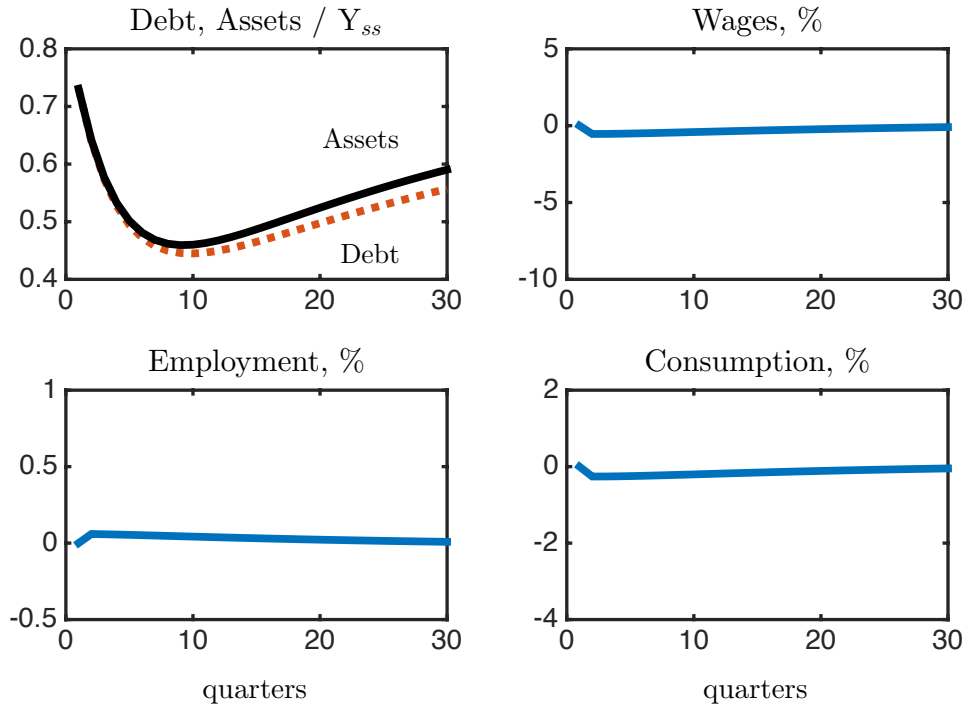 Debt, Assets / Y_ss
0.8
0.7
0.6
0.5
0.4
Assets
Debt
0 10 20 30
Wages, %
5
0
-5
-10
0 10 20 30
Employment, %
1
0.5
0
-0.5
0 10 20 30
quarters
Consumption, %
2
0
-2
-4
0 10 20 30
quarters